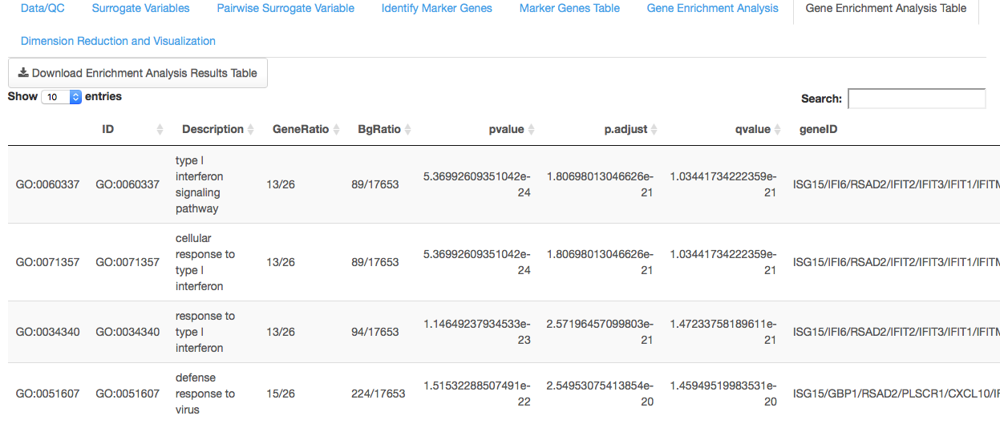 Data/QC Surrogate Variables Pairwise Surrogate Variable Identify Marker Genes Marker Genes Table Gene Enrichment Analysis Gene Enrichment Analysis Table
Dimension Reduction and Visualization
Download Enrichment Analysis Results Table
Show 10 entries
Search:
ID Description GeneRatio BgRatio pvalue p.adjust qvalue geneID
type I
interferon
signaling
pathway
GO:0060337 GO:0060337 13/26 89/17653 5.36992609351042e-24 1.80698013046626e-21 1.03441734222359e-21 ISG15/IFI6/RSAD2/IFIT2/IFIT3/IFIT1/IFITM
cellular
response to
type I
interferon
GO:0071357 GO:0071357 13/26 89/17653 5.36992609351042e-24 1.80698013046626e-21 1.03441734222359e-21 ISG15/IFI6/RSAD2/IFIT2/IFIT3/IFIT1/IFITM
response to
type I
interferon
GO:0034340 GO:0034340 13/26 94/17653 1.14649237934533e-23 2.57196457099803e-21 1.47233758189611e-21 ISG15/IFI6/RSAD2/IFIT2/IFIT3/IFIT1/IFITM
defense
response to
virus
GO:0051607 GO:0051607 15/26 224/17653 1.51532288507491e-22 2.54953075413854e-20 1.45949519983531e-20 ISG15/GBP1/RSAD2/PLSCR1/CXCL10/IF